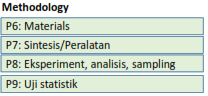 Methodology
P6: Materials
P7: Sintesis/Peralatan
P8: Eksperiment, analisis, sampling
P9: Uji statistik